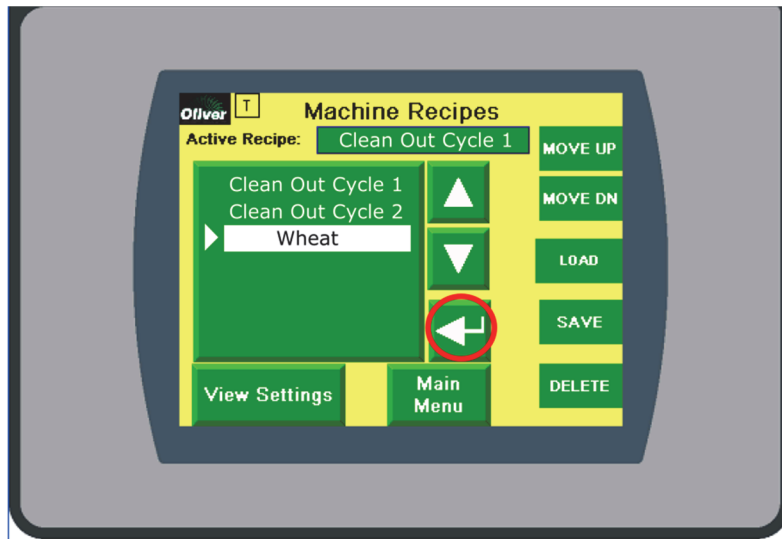 Oliver
T
Machine Recipes
Active Recipe:
Clean Out Cycle 1
MOVE UP
Clean Out Cycle 1
Clean Out Cycle 2
Wheat
MOVE DN
LOAD
SAVE
DELETE
View Settings
Main
Menu